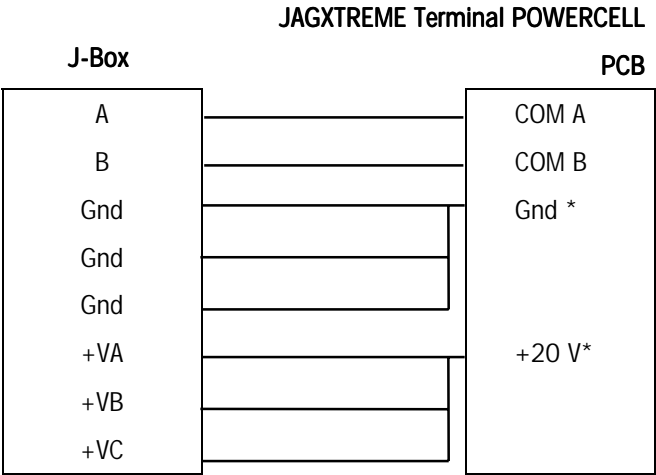 JAGXTREME Terminal POWERCELL
J-Box
PCB
A
COM A
B
COM B
Gnd
Gnd *
Gnd
Gnd
+VA
+20 V*
+VB
+VC